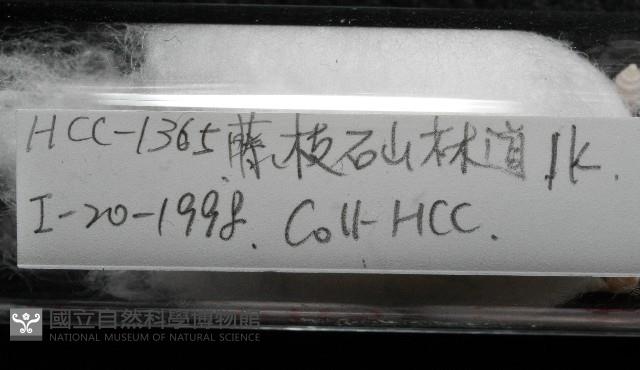 HCC-1365 藤枝石山林道 1k.
I-20-1998. Coll-HCC.
國立自然科學博物館
NATIONAL MUSEUM OF NATURAL SCIENCE